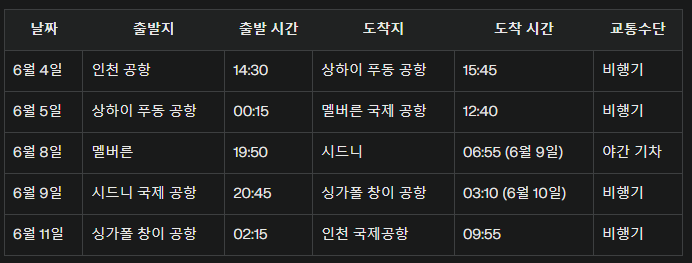 날짜 출발지 출발 시간 도착지 도착 시간 교통수단
6월 4일 인천 공항 14:30 상하이 푸동 공항 15:45 비행기
6월 5일 상하이 푸동 공항 00:15 멜버른 국제 공항 12:40 비행기
6월 8일 멜버른 19:50 시드니 06:55 (6월 9일) 야간 기차
6월 9일 시드니 국제 공항 20:45 싱가폴 창이 공항 03:10 (6월 10일) 비행기
6월 11일 싱가폴 창이 공항 02:15 인천 국제공항 09:55 비행기